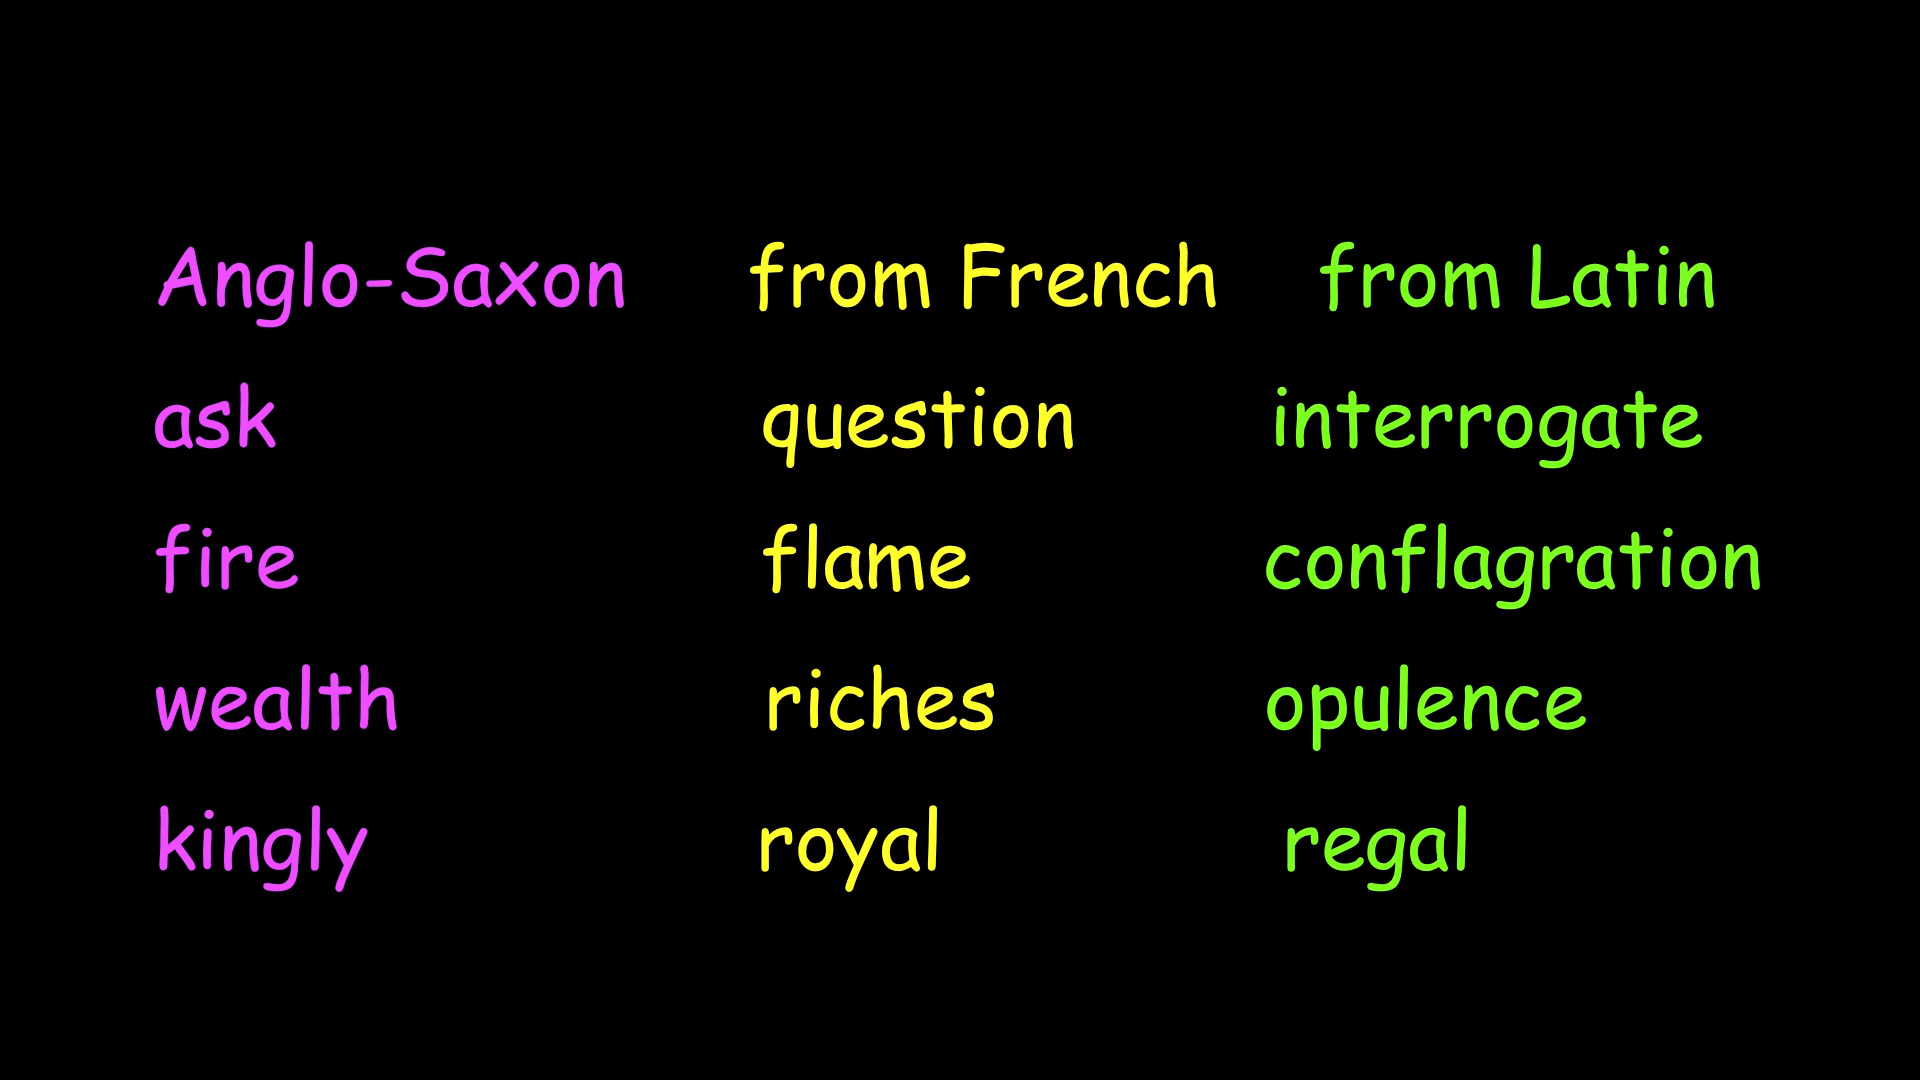 Anglo-Saxon from French from Latin
ask question interrogate
fire flame conflagration
wealth riches opulence
kingly royal regal